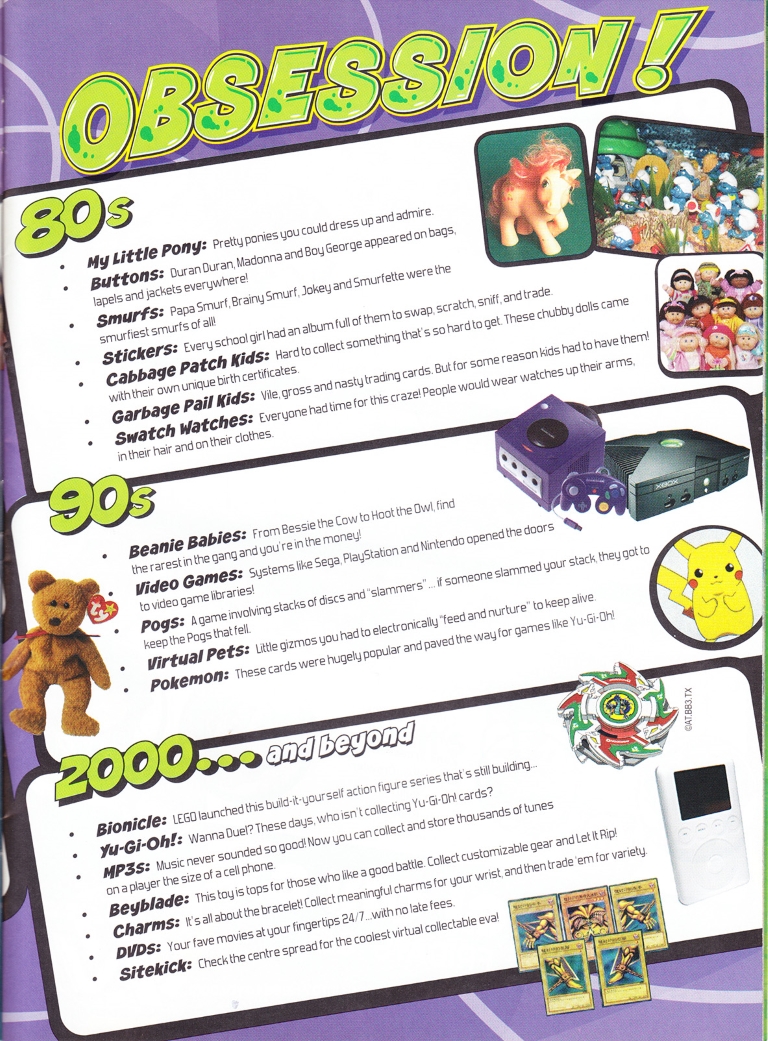 OBSESSION!
80s
• My Little Pony: Pretty ponies you could dress up and admire.
• Buttons: Duran Duran, Madonna and Boy George appeared on bags,
lapels and jackets everywhere!
• Smurfs: Papa Smurf, Brainy Smurf, Jokey and Smurfette were the
smurfiest smurfs of all!
• Stickers: Every school girl had an album full of them to swap, scratch, sniff, and trade.
• Cabbage Patch Kids: Hard to collect something that's so hard to get. These chubby dolls came
with their own unique birth certificates.
• Garbage Pail Kids: Vile, gross and nasty trading cards. But for some reason kids had to have them!
• Swatch Watches: Everyone had time for this craze! People would wear watches up their arms,
in their hair and on their clothes.
XBOX
90s
• Beanie Babies: From Bessie the Cow to Hoot the Owl, find
the rarest in the gang and you're in the money!
• Video Games: Systems like Sega, PlayStation and Nintendo opened the doors
to video game libraries!
• Pogs: A game involving stacks of discs and "slammers"... if someone slammed your stack, they got to
keep the Pogs that fell.
• Virtual Pets: Little gizmos you had to electronically "feed and nurture" to keep alive.
• Pokemon: These cards were hugely popular and paved the way for games like Yu-Gi-Oh!
ty
©AT.BB3.TX
2000... and beyond
• Bionicle: LEGO launched this build-it-yourself action figure series that's still building...
• Yu-Gi-Oh!: Wanna Duel? These days, who isn't collecting Yu-Gi-Oh! cards?
• MP3s: Music never sounded so good! Now you can collect and store thousands of tunes
on a player the size of a cell phone.
• Beyblade: This toy is tops for those who like a good battle. Collect customizable gear and Let It Rip!
• Charms: It's all about the bracelet! Collect meaningful charms for your wrist, and then trade 'em for variety.
• DVDs: Your fave movies at your fingertips 24/7...with no late fees.
• Sitekick: Check the centre spread for the coolest virtual collectable eva!